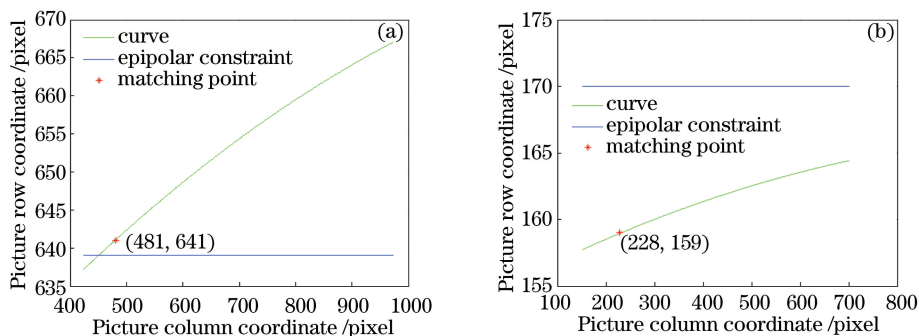 (a)
curve
epipolar constraint
matching point
(481, 641)
670
665
660
655
650
645
640
635
400 500 600 700 800 900 1000
Picture column coordinate /pixel
Picture row coordinate /pixel
(b)
curve
epipolar constraint
matching point
(228, 159)
175
170
165
160
155
100 200 300 400 500 600 700 800
Picture column coordinate /pixel
Picture row coordinate /pixel